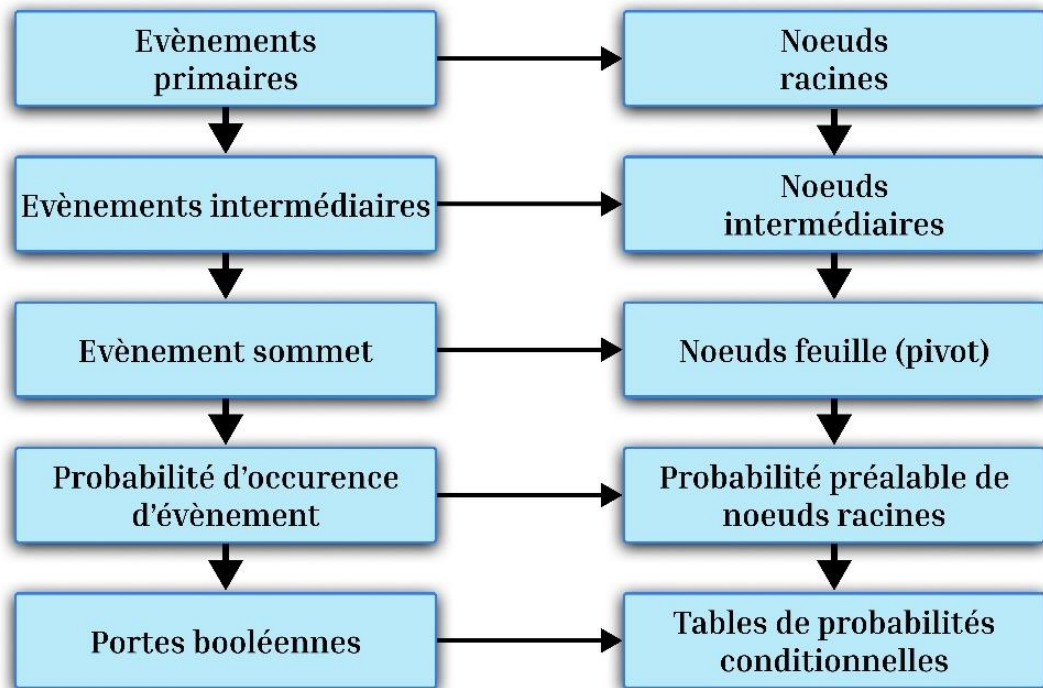 Evènements
primaires
Noeuds
racines
Evènements intermédiaires
Noeuds
intermédiaires
Evènement sommet
Noeuds feuille (pivot)
Probabilité d'occurence
d'évènement
Probabilité préalable de
noeuds racines
Portes booléennes
Tables de probabilités
conditionnelles